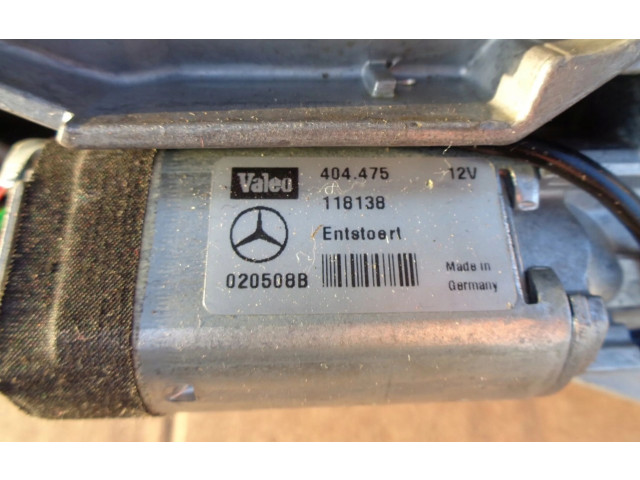 Valeo 404.475 12V
118138
Entstoert
020508B Made in
Germany